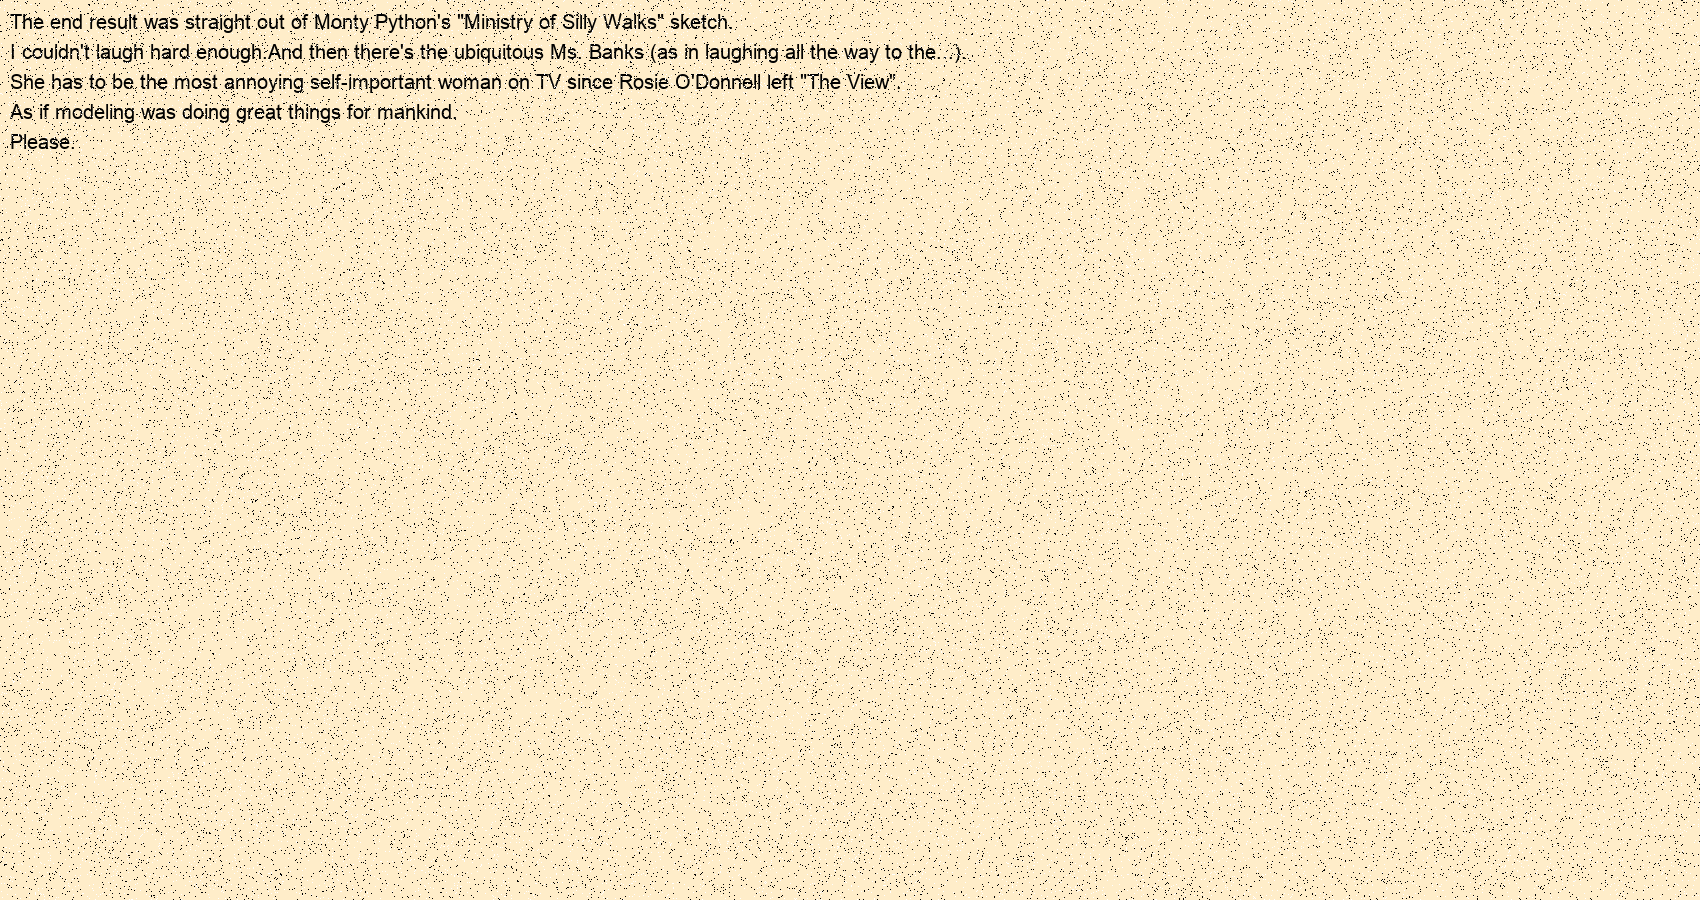 The end result was straight out of Monty Python's "Ministry of Silly Walks" sketch.
I couldn't laugh hard enough.And then there's the ubiquitous Ms. Banks (as in laughing all the way to the...).
She has to be the most annoying self-important woman on TV since Rosie O'Donnell left "The View".
As if modeling was doing great things for mankind.
Please.